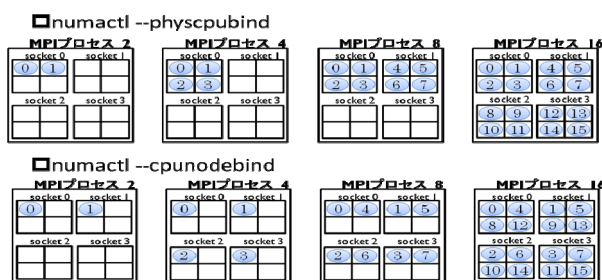 numactl --physcpubind
MPIプロセス 2 MPIプロセス 4 MPIプロセス 8 MPIプロセス 16
socket 0 socket 1 socket 0 socket 1 socket 0 socket 1 socket 0 socket 1
0 1 0 1 0 1 4 5 0 1 4 5
2 3 2 3 6 7 2 3 6 7
socket 2 socket 3 socket 2 socket 3 socket 2 socket 3 socket 2 socket 3
8 9 12 13
10 11 14 15
numactl --cpunodebind
MPIプロセス 2 MPIプロセス 4 MPIプロセス 8 MPIプロセス 16
socket 0 socket 1 socket 0 socket 1 socket 0 socket 1 socket 0 socket 1
0 1 0 1 0 4 1 5 0 4 1 5
8 12 9 13
socket 2 socket 3 socket 2 socket 3 socket 2 socket 3 socket 2 socket 3
2 3 2 6 3 7 2 6 3 7
10 14 11 15